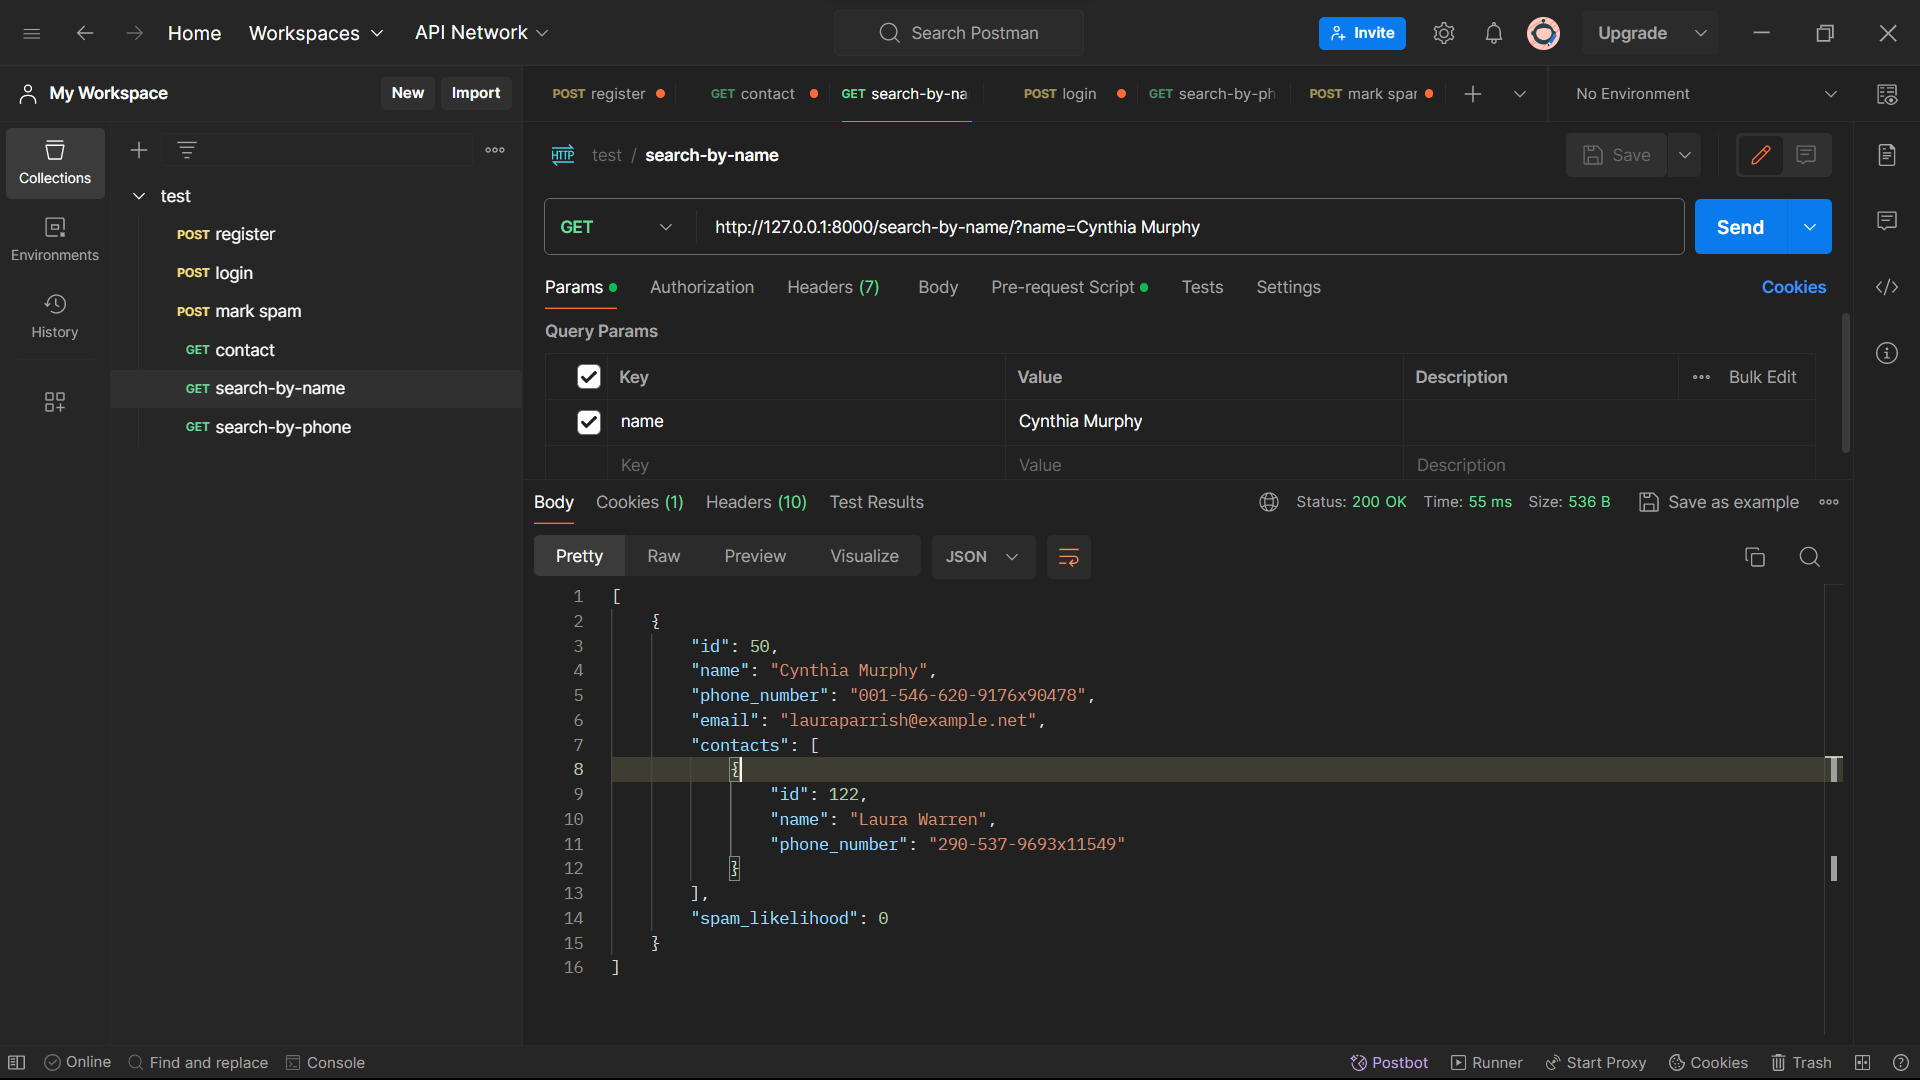 Home Workspaces API Network Search Postman Invite Upgrade
My Workspace New Import POST register GET contact GET search-by-na POST login GET search-by-ph POST mark spar No Environment
Collections
Environments
History
test
POST register
POST login
POST mark spam
GET contact
GET search-by-name
GET search-by-phone
HTTP test / search-by-name Save
GET http://127.0.0.1:8000/search-by-name/?name=Cynthia Murphy Send
Params Authorization Headers (7) Body Pre-request Script Tests Settings Cookies
Query Params
Key Value Description Bulk Edit
name Cynthia Murphy
Key Value Description
Body Cookies (1) Headers (10) Test Results Status: 200 OK Time: 55 ms Size: 536 B Save as example
Pretty Raw Preview Visualize JSON
1 [
2 {
3 "id": 50,
4 "name": "Cynthia Murphy",
5 "phone_number": "001-546-620-9176x90478",
6 "email": "lauraparrish@example.net",
7 "contacts": [
8 {
9 "id": 122,
10 "name": "Laura Warren",
11 "phone_number": "290-537-9693x11549"
12 }
13 ],
14 "spam_likelihood": 0
15 }
16 ]
Online Find and replace Console Postbot Runner Start Proxy Cookies Trash